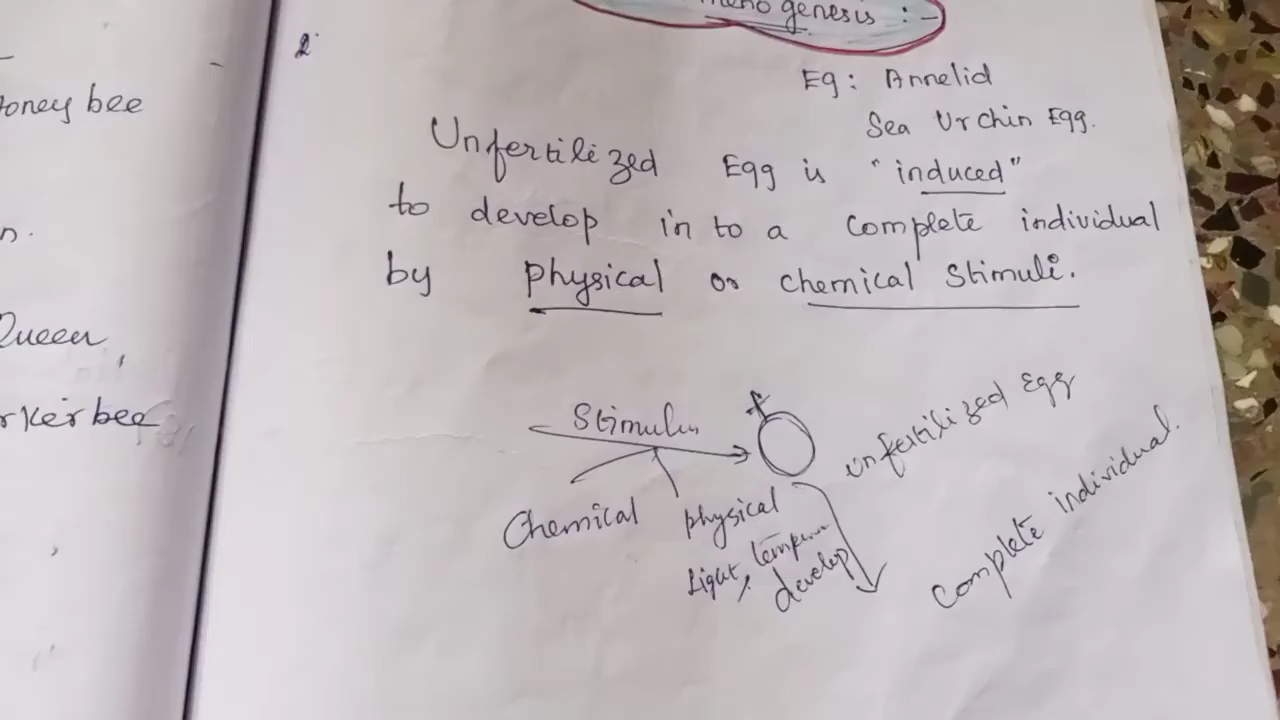 oney bee
n.
Queen,
rker bee
2
genesis :-
Eg: Annelid
Sea Urchin Egg.
Unfertilized Egg is "induced"
to develop in to a complete individual
by physical or chemical Stimuli.
Stimulus
unfertilized Egg
Chemical physical
Light,
develop
Complete individual.